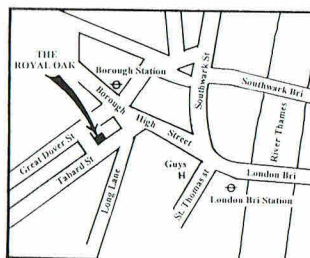 THE
ROYAL OAK
Borough Station
Borough High Street
Southwark St
Southwark Bri
River Thames
Great Dover St
Tabard St
Long Lane
Guys
H
St. Thomas st
London Bri
London Bri Station